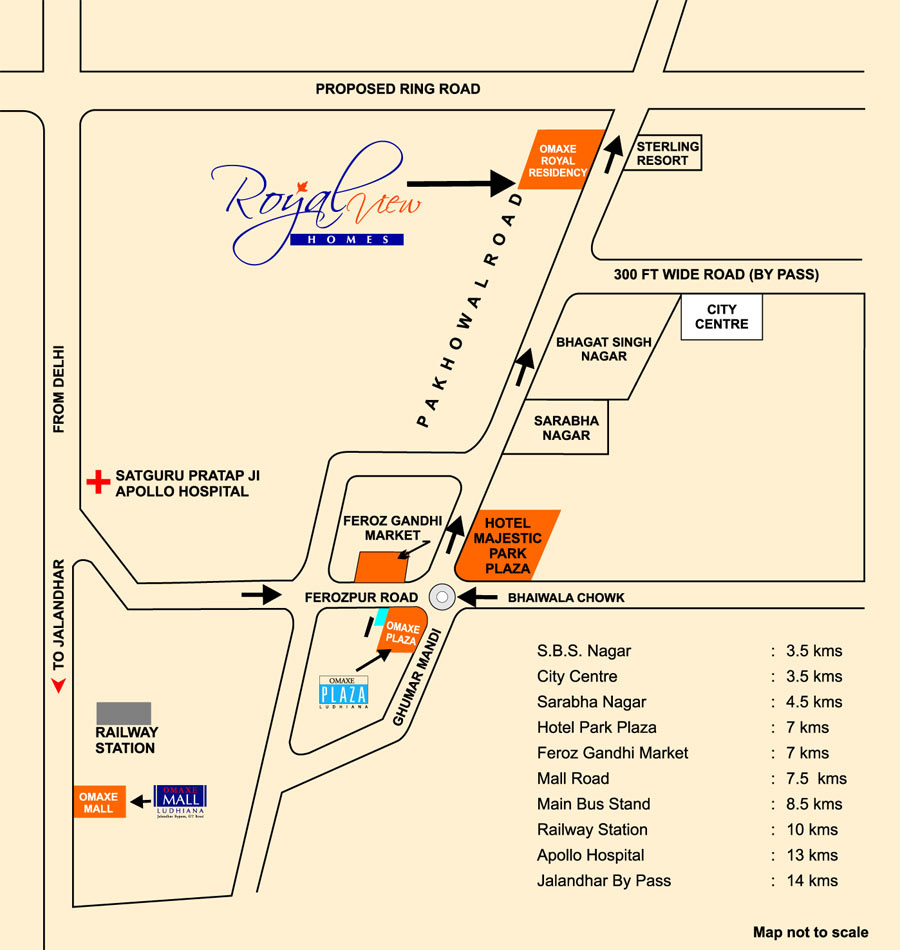 PROPOSED RING ROAD
OMAXE
ROYAL
RESIDENCY
STERLING
RESORT
Royal View
HOMES
PAKHOWAL ROAD
300 FT WIDE ROAD (BY PASS)
CITY
CENTRE
BHAGAT SINGH
NAGAR
FROM DELHI
SARABHA
NAGAR
SATGURU PRATAP JI
APOLLO HOSPITAL
FEROZ GANDHI
MARKET
HOTEL
MAJESTIC
PARK
PLAZA
TO JALANDHAR
FEROZPUR ROAD
BHAIWALA CHOWK
OMAXE
PLAZA
GHUMAR MANDI
OMAXE
PLAZA
LUDHIANA
RAILWAY
STATION
OMAXE
MALL
OMAXE
MALL
LUDHIANA
Jalandhar Bypass, G.T. Road
S.B.S. Nagar : 3.5 kms
City Centre : 3.5 kms
Sarabha Nagar : 4.5 kms
Hotel Park Plaza : 7 kms
Feroz Gandhi Market : 7 kms
Mall Road : 7.5 kms
Main Bus Stand : 8.5 kms
Railway Station : 10 kms
Apollo Hospital : 13 kms
Jalandhar By Pass : 14 kms
Map not to scale